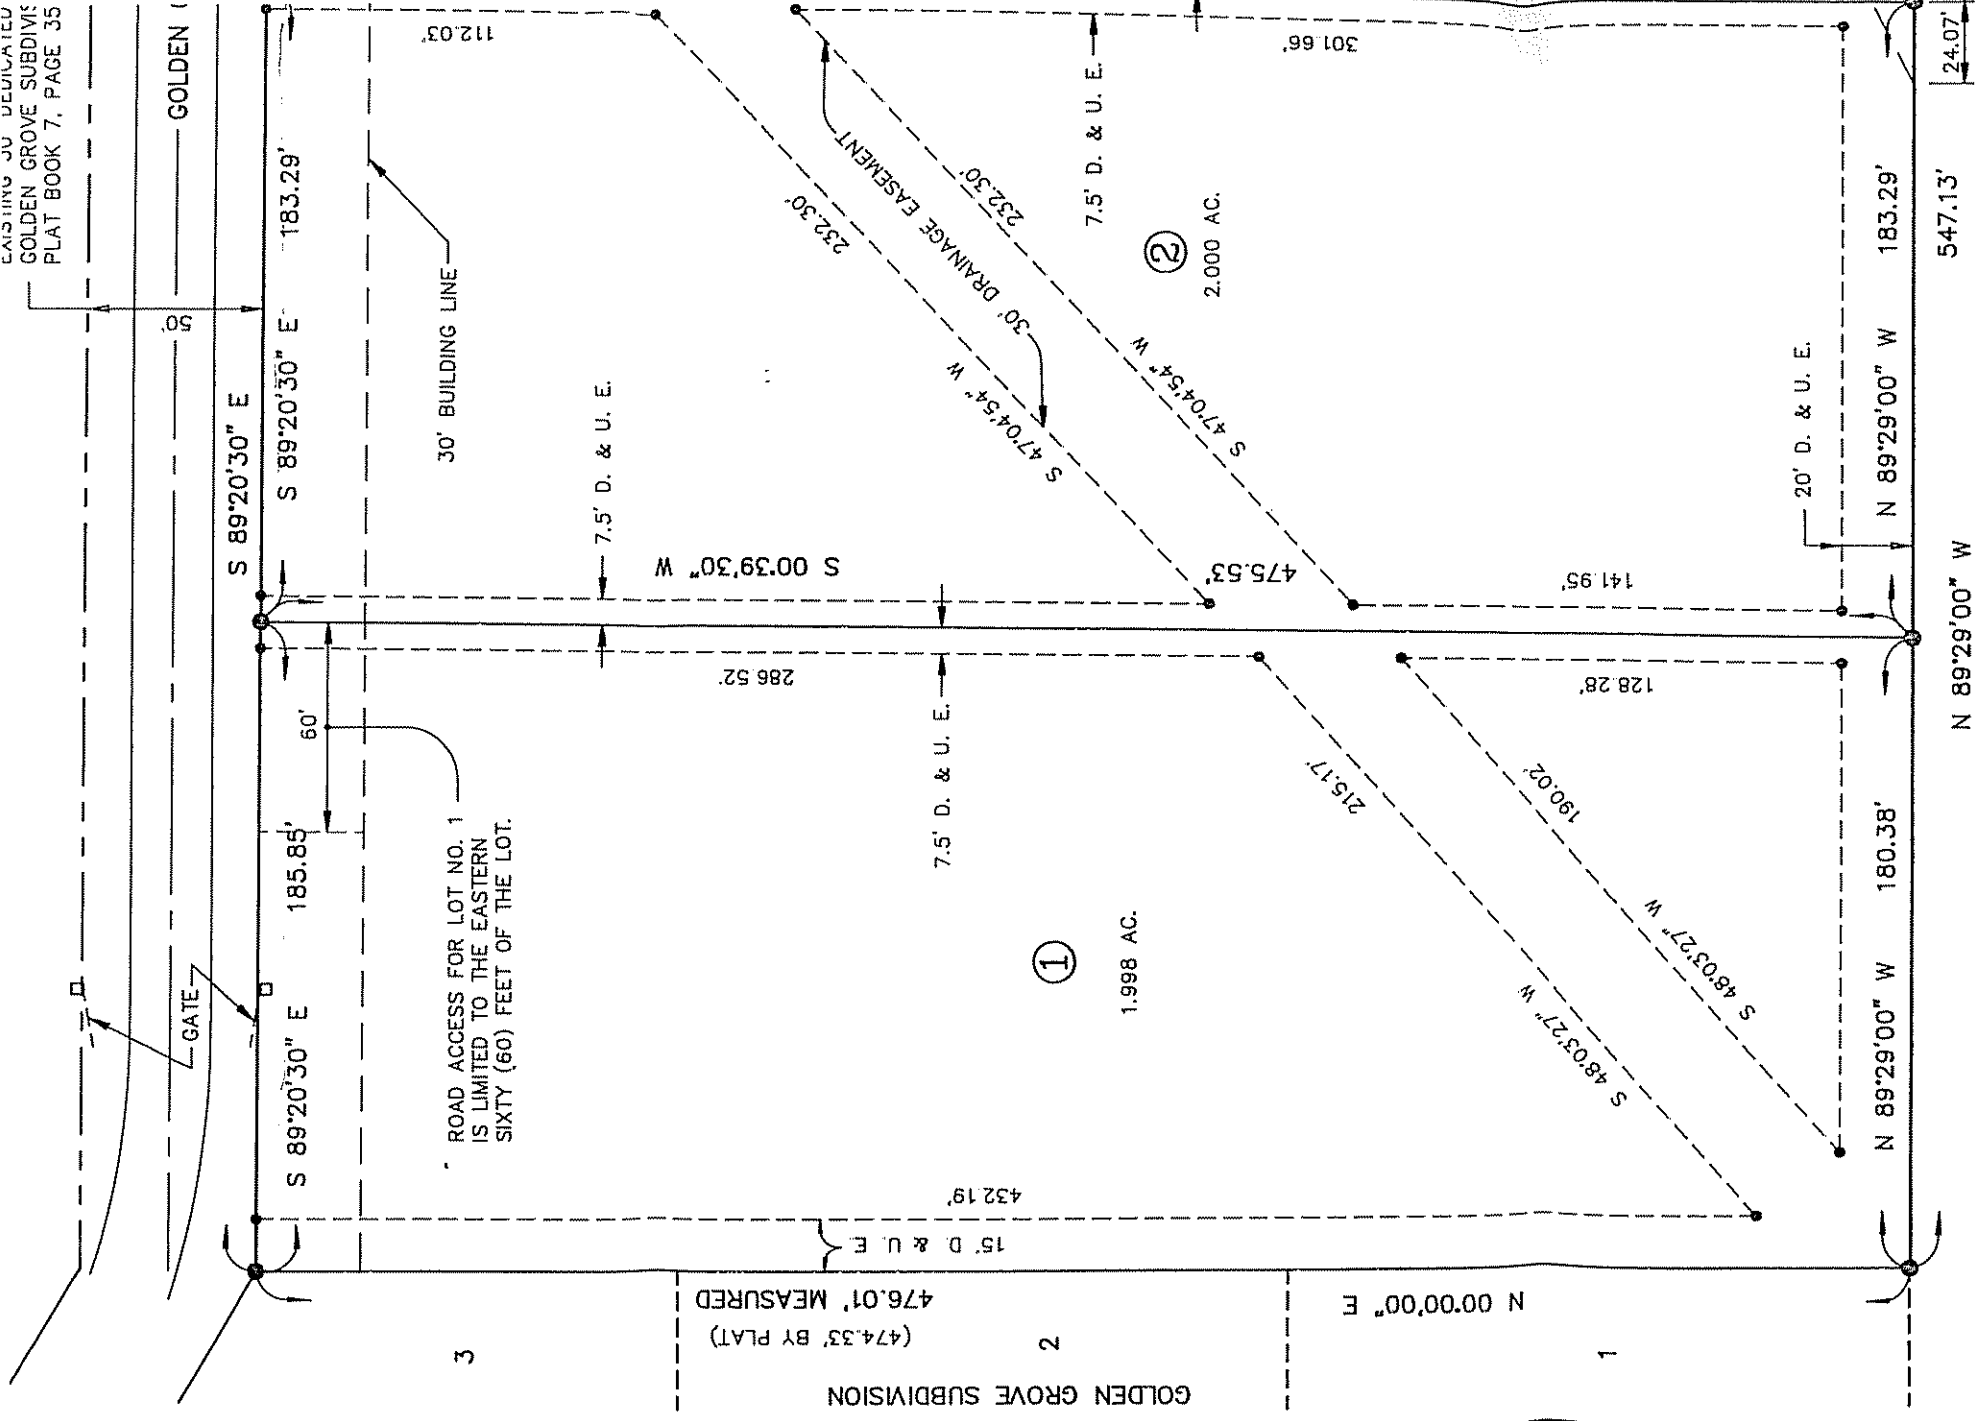 GOLDEN GROVE SUBDIVIS
PLAT BOOK 7, PAGE 35
GOLDEN (
50'
S 89°20'30" E
S 89°20'30" E 183.29'
30' BUILDING LINE
112.03'
232.30'
S 47°04'54" W
30' DRAINAGE EASEMENT
232.30'
S 47°04'54" W
7.5' D. & U. E.
301.66'
2
2.000 AC.
7.5' D. & U. E.
S 00°39'30" W
475.53'
141.95'
20' D. & U. E.
N 89°29'00" W 183.29'
24.07'
547.13'
N 89°29'00" W
GATE
S 89°20'30" E 185.85'
60'
ROAD ACCESS FOR LOT NO. 1
IS LIMITED TO THE EASTERN
SIXTY (60) FEET OF THE LOT.
286.52'
7.5' D. & U. E.
1
1.998 AC.
215.17'
S 48°03'27" W
190.02'
S 48°03'27" W
128.28'
N 89°29'00" W 180.38'
432.19'
15' D. & U. E.
N 00°00'00" E
476.01' MEASURED
(474.33' BY PLAT)
3
2
1
GOLDEN GROVE SUBDIVISION